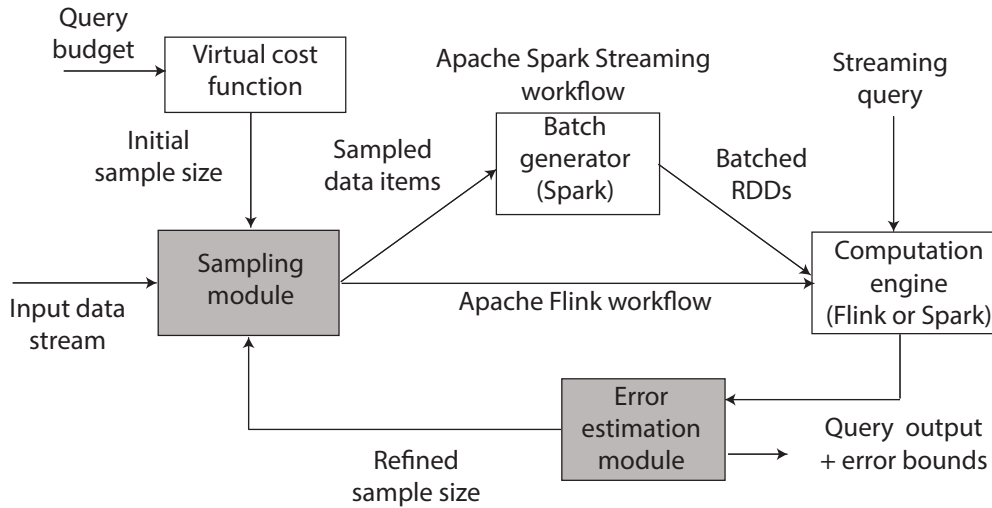 Query
budget
Virtual cost
function
Apache Spark Streaming
workflow
Streaming
query
Initial
sample size
Sampled
data items
Batch
generator
(Spark)
Batched
RDDs
Sampling
module
Computation
engine
(Flink or Spark)
Input data
stream
Apache Flink workflow
Error
estimation
module
Refined
sample size
Query output
+ error bounds